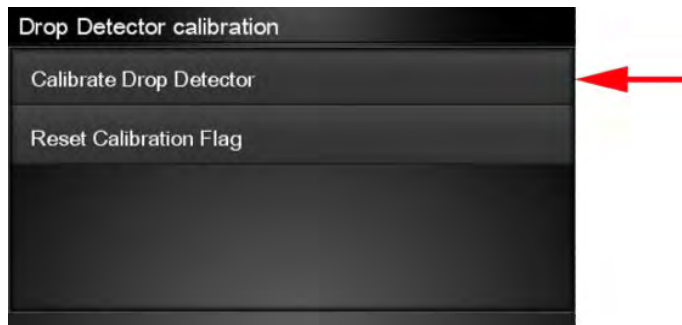 Drop Detector calibration
Calibrate Drop Detector
Reset Calibration Flag